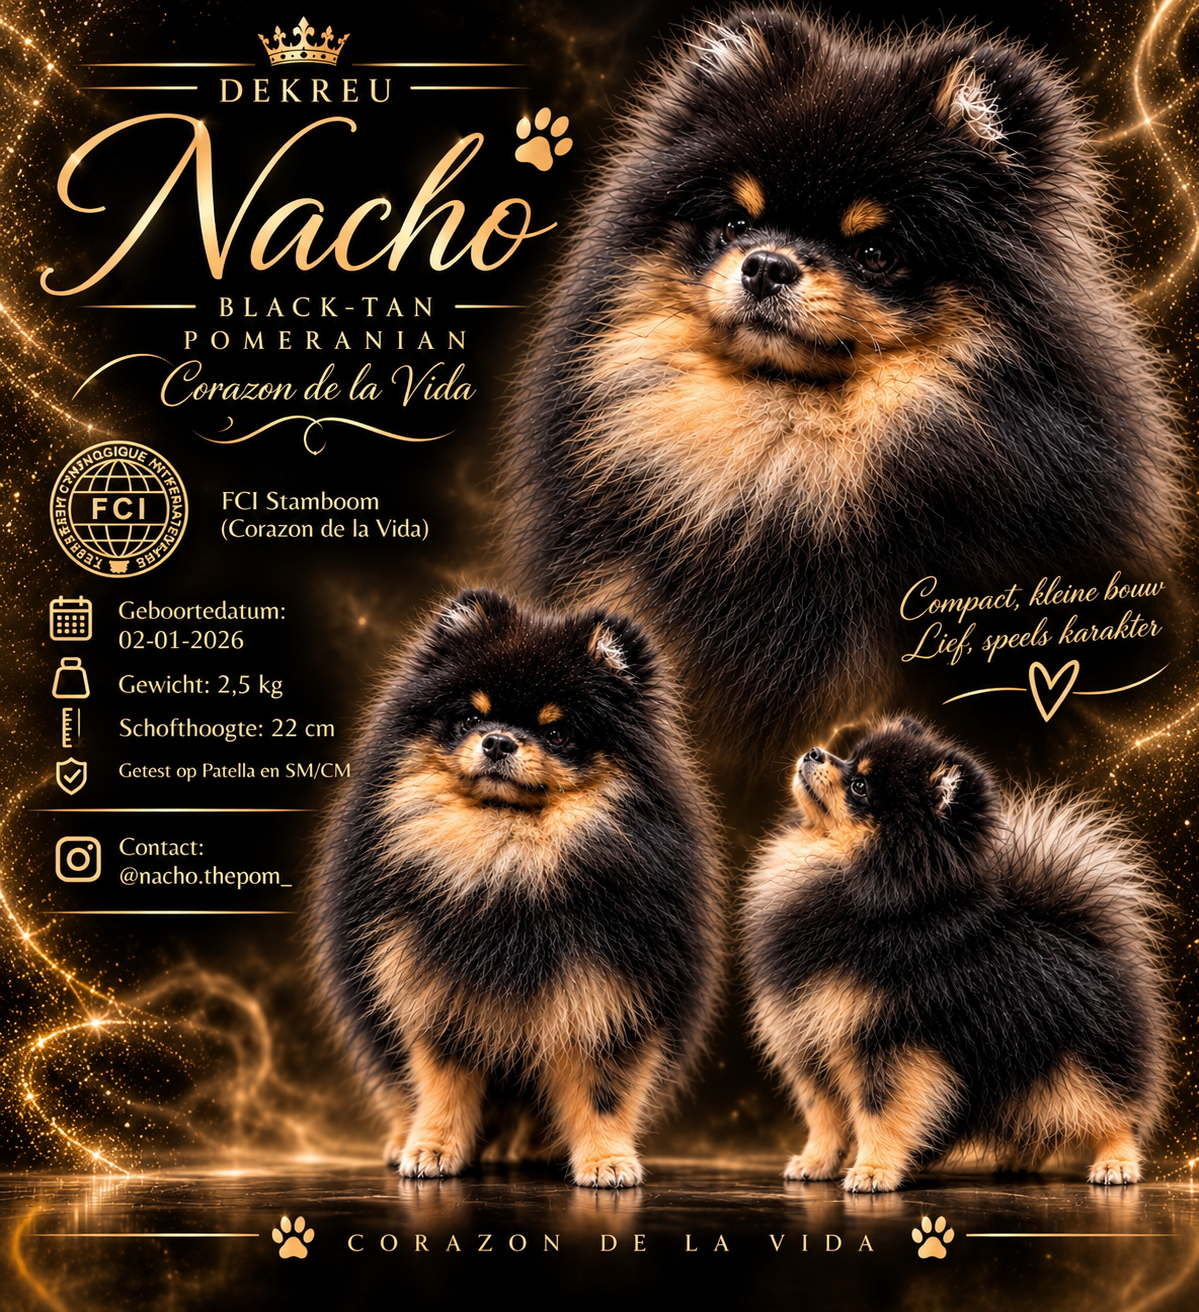 DEKREU
Nacho
BLACK-TAN
POMERANIAN
Corazon de la Vida
FCI
FCI Stamboom
(Corazon de la Vida)
Geboortedatum:
02-01-2026
Gewicht: 2,5 kg
Schofthoogte: 22 cm
Getest op Patella en SM/CM
Contact:
@nacho.thepom_
Compact, kleine bouw
Lief, speels karakter
CORAZON DE LA VIDA